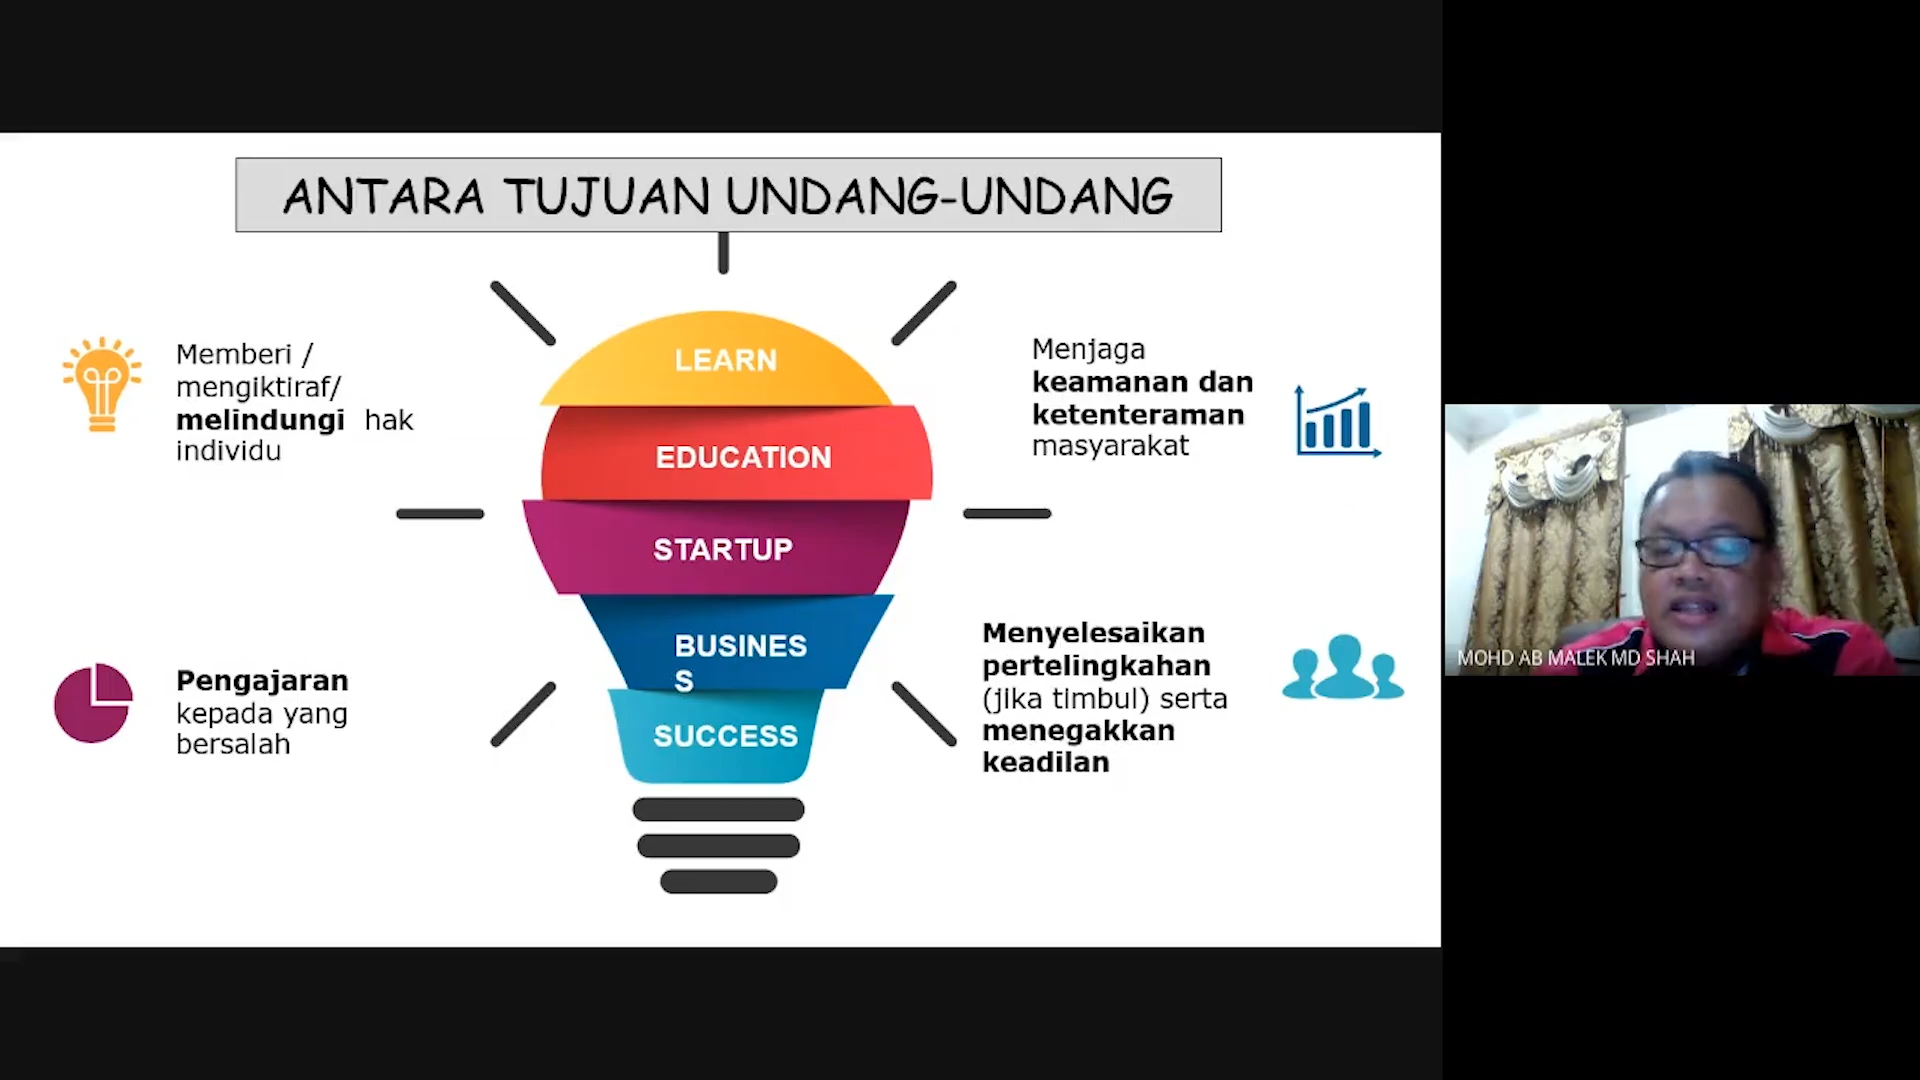 ANTARA TUJUAN UNDANG-UNDANG
Memberi /
mengiktiraf/
melindungi hak
individu
Pengajaran
kepada yang
bersalah
LEARN
EDUCATION
STARTUP
BUSINES
S
SUCCESS
Menjaga
keamanan dan
ketenteraman
masyarakat
Menyelesaikan
pertelingkahan
(jika timbul) serta
menegakkan
keadilan
MOHD AB MALEK MD SHAH